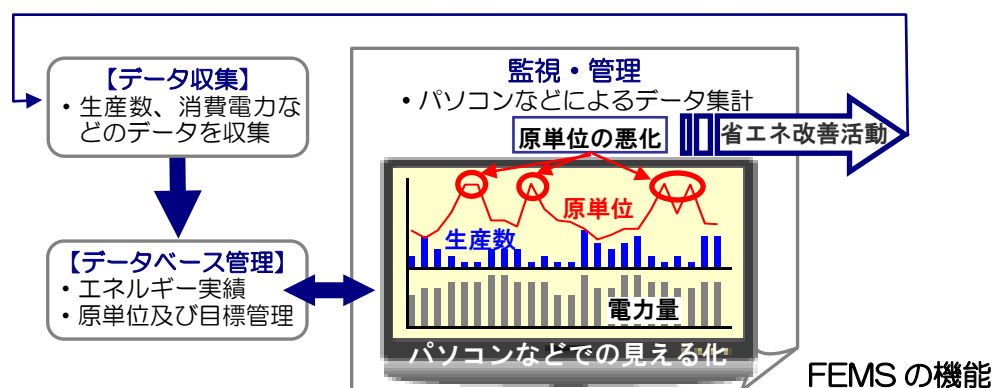 【データ収集】
・生産数、消費電力な
どのデータを収集
【データベース管理】
・エネルギー実績
・原単位及び目標管理
監視・管理
・パソコンなどによるデータ集計
原単位の悪化
省エネ改善活動
原単位
生産数
電力量
パソコンなどでの見える化
FEMSの機能